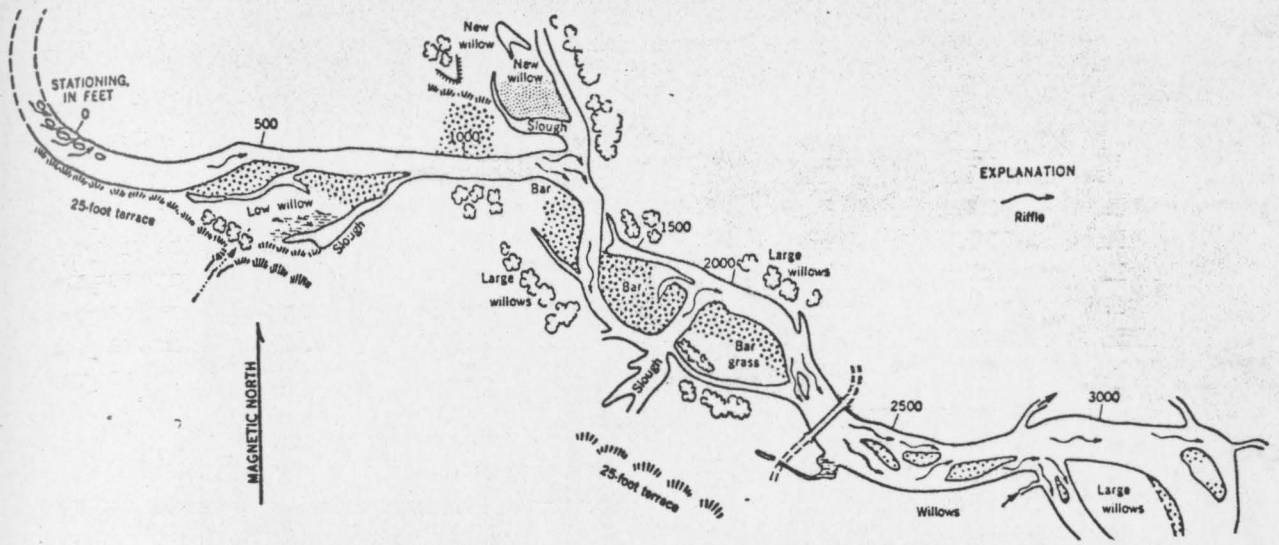 STATIONING,
IN FEET
0
500
25-foot terrace
Low willow
Slough
New
willow
New
willow
Slough
1000
Bar
Large
willows
1500
2000
Large
willows
Bar
Bar
grass
Slough
25-foot terrace
MAGNETIC NORTH
EXPLANATION
Riffle
2500
3000
Willows
Large
willows